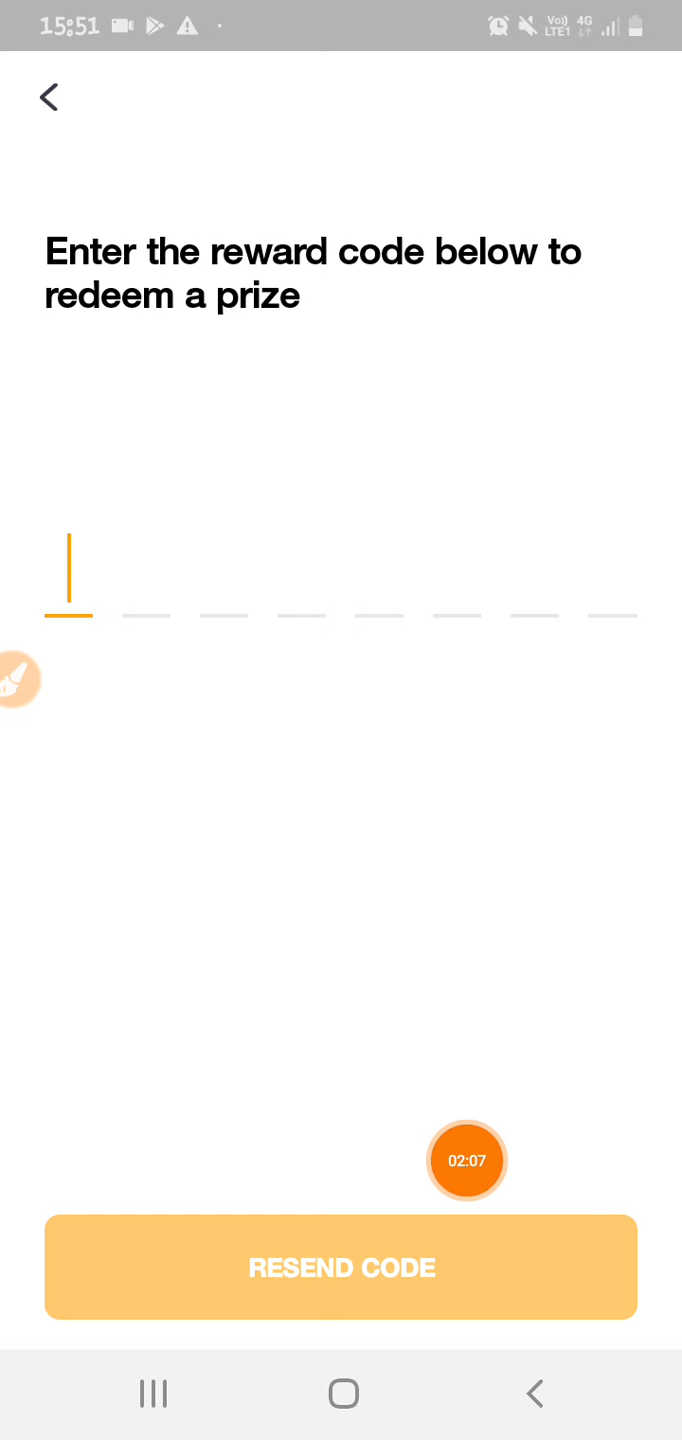 15:51
Vo))
LTE1
4G
Enter the reward code below to
redeem a prize
02:07
RESEND CODE